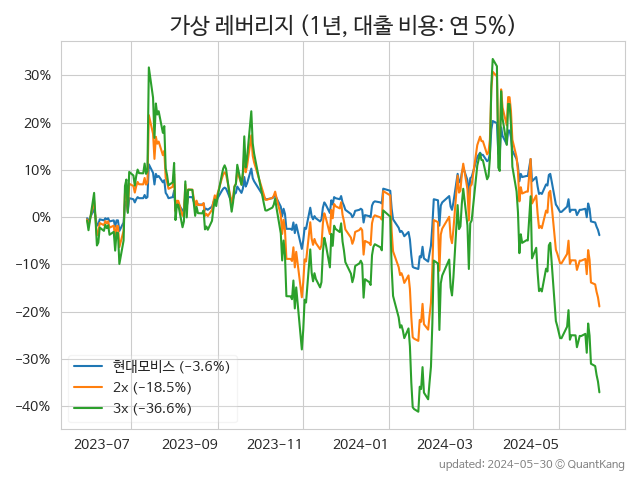 가상 레버리지 (1년, 대출 비용: 연 5%)
30%
20%
10%
0%
−10%
−20%
−30%
−40%
현대모비스 (−3.6%)
2x (−18.5%)
3x (−36.6%)
2023-07
2023-09
2023-11
2024-01
2024-03
2024-05
updated: 2024-05-30 © QuantKang